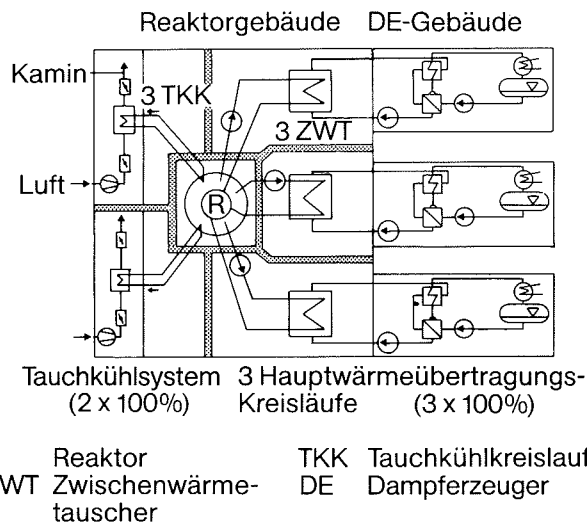 Reaktorgebäude DE-Gebäude
Kamin
3 TKK
3 ZWT
Luft
R
Tauchkühlsystem 3 Hauptwärmeübertragungs-
(2 x 100%) Kreisläufe (3 x 100%)
Reaktor TKK Tauchkühlkreislauf
WT Zwischenwärme- DE Dampferzeuger
tauscher